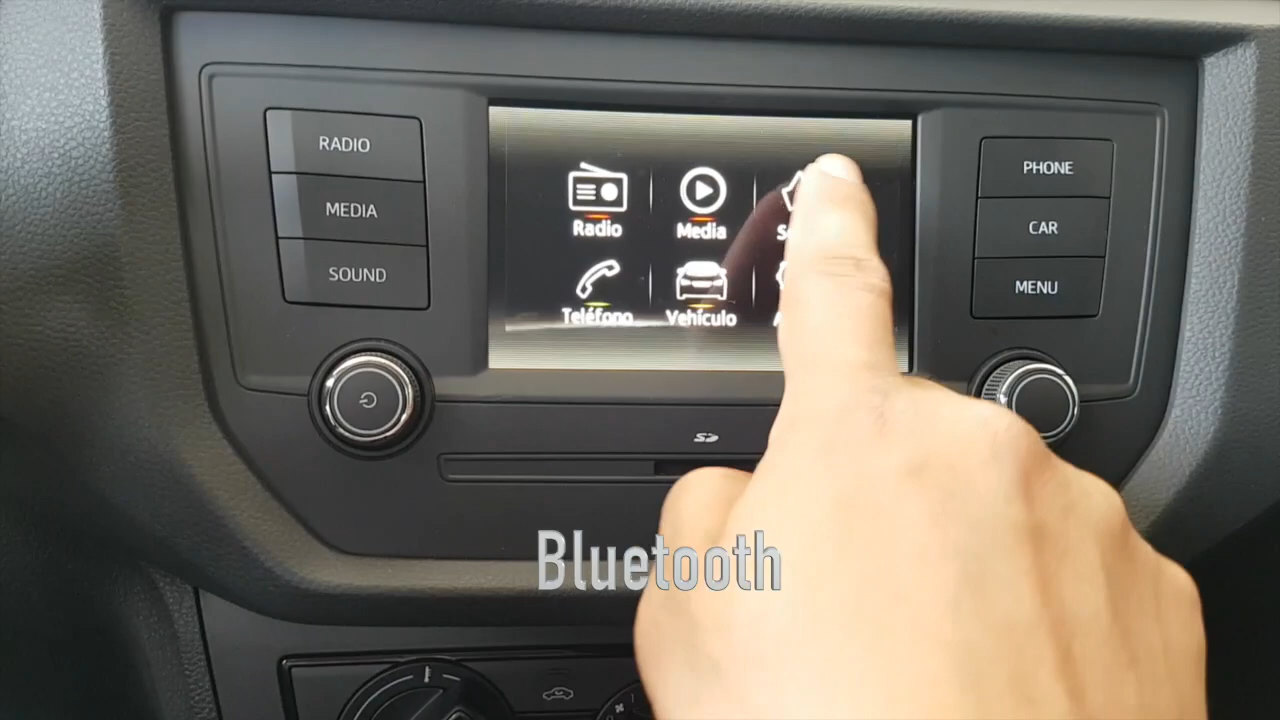 RADIO
MEDIA
SOUND
Radio
Media
Teléfono
Vehículo
PHONE
CAR
MENU
SD
Bluetooth